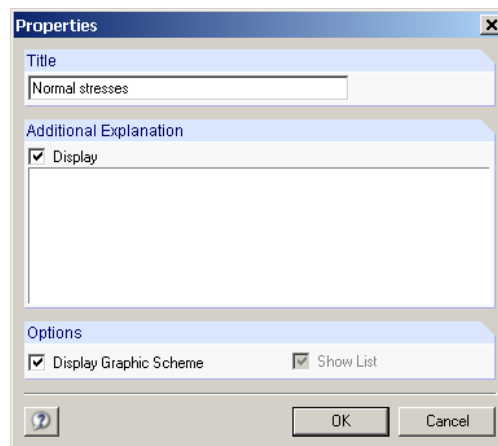 Properties
Title
Normal stresses
Additional Explanation
Display
Options
Display Graphic Scheme
Show List
OK
Cancel